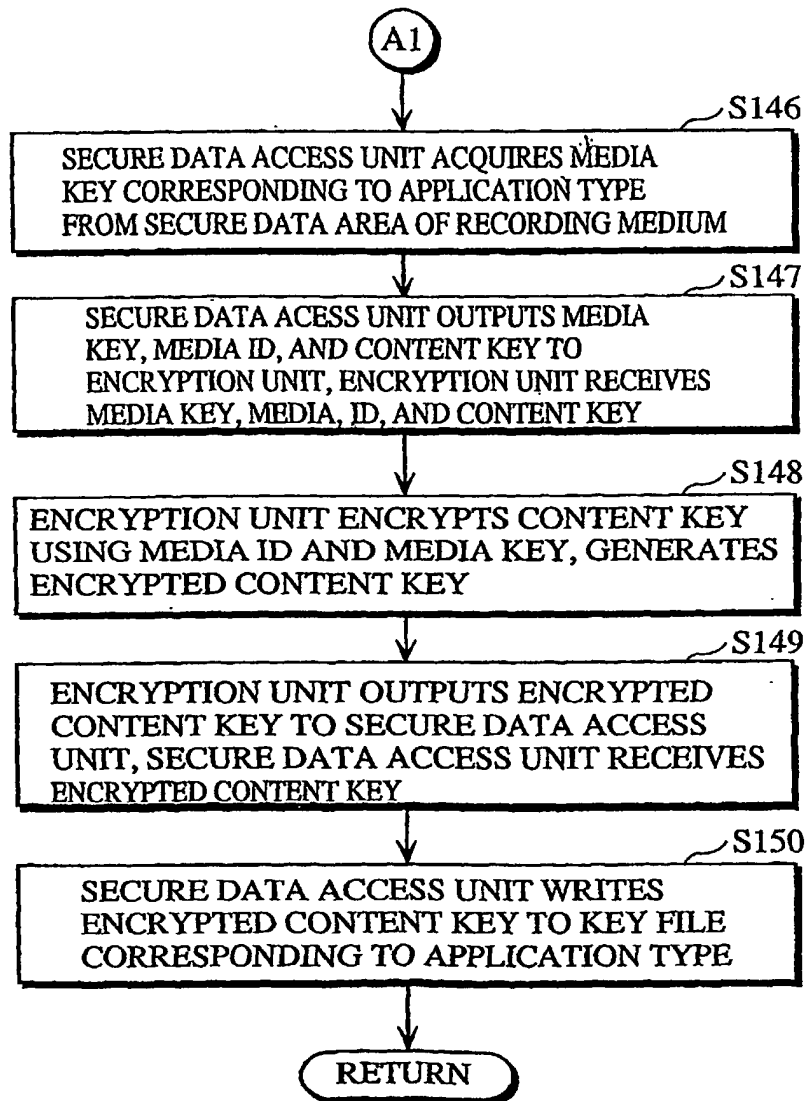 A1
S146
SECURE DATA ACCESS UNIT ACQUIRES MEDIA
KEY CORRESPONDING TO APPLICATION TYPE
FROM SECURE DATA AREA OF RECORDING MEDIUM
S147
SECURE DATA ACESS UNIT OUTPUTS MEDIA
KEY, MEDIA ID, AND CONTENT KEY TO
ENCRYPTION UNIT, ENCRYPTION UNIT RECEIVES
MEDIA KEY, MEDIA, ID, AND CONTENT KEY
S148
ENCRYPTION UNIT ENCRYPTS CONTENT KEY
USING MEDIA ID AND MEDIA KEY, GENERATES
ENCRYPTED CONTENT KEY
S149
ENCRYPTION UNIT OUTPUTS ENCRYPTED
CONTENT KEY TO SECURE DATA ACCESS
UNIT, SECURE DATA ACCESS UNIT RECEIVES
ENCRYPTED CONTENT KEY
S150
SECURE DATA ACCESS UNIT WRITES
ENCRYPTED CONTENT KEY TO KEY FILE
CORRESPONDING TO APPLICATION TYPE
RETURN